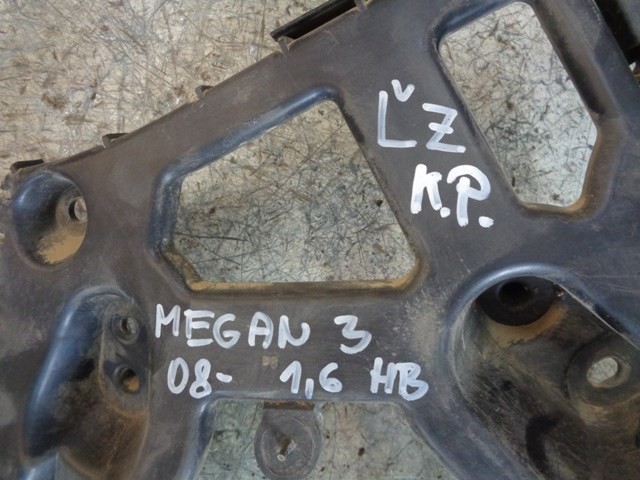 ĽZ
K.P.
MEGAN 3
08- 1,6 HB